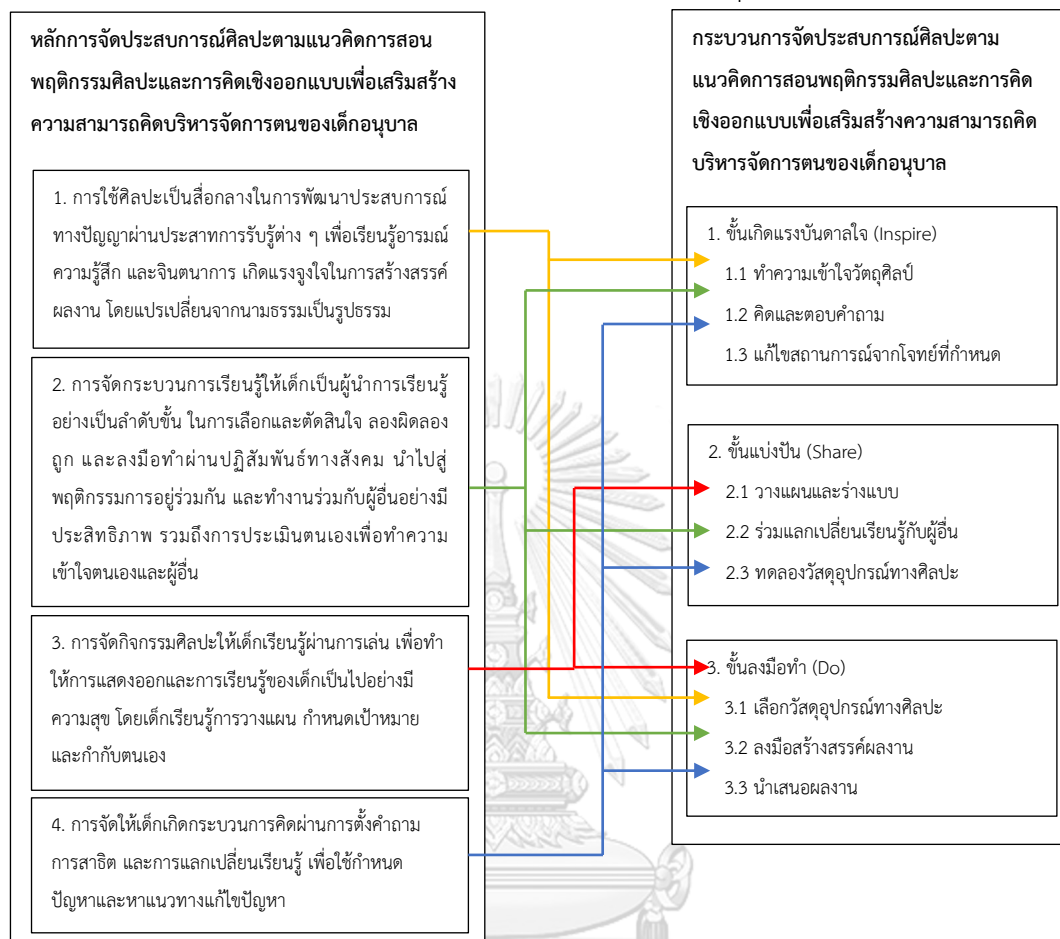 หลักการจัดประสบการณ์ศิลปะตามแนวคิดการสอน
พฤติกรรมศิลปะและการคิดเชิงออกแบบเพื่อเสริมสร้าง
ความสามารถคิดบริหารจัดการตนของเด็กอนุบาล
1. การใช้ศิลปะเป็นสื่อกลางในการพัฒนาประสบการณ์
ทางปัญญาผ่านประสาทการรับรู้ต่าง ๆ เพื่อเรียนรู้อารมณ์
ความรู้สึก และจินตนาการ เกิดแรงจูงใจในการสร้างสรรค์
ผลงาน โดยแปรเปลี่ยนจากนามธรรมเป็นรูปธรรม
2. การจัดกระบวนการเรียนรู้ให้เด็กเป็นผู้นำการเรียนรู้
อย่างเป็นลำดับขั้น ในการเลือกและตัดสินใจ ลองผิดลอง
ถูก และลงมือทำผ่านปฏิสัมพันธ์ทางสังคม นำไปสู่
พฤติกรรมการอยู่ร่วมกัน และทำงานร่วมกับผู้อื่นอย่างมี
ประสิทธิภาพ รวมถึงการประเมินตนเองเพื่อทำความ
เข้าใจตนเองและผู้อื่น
3. การจัดกิจกรรมศิลปะให้เด็กเรียนรู้ผ่านการเล่น เพื่อทำ
ให้การแสดงออกและการเรียนรู้ของเด็กเป็นไปอย่างมี
ความสุข โดยเด็กเรียนรู้การวางแผน กำหนดเป้าหมาย
และกำกับตนเอง
4. การจัดให้เด็กเกิดกระบวนการคิดผ่านการตั้งคำถาม
การสาธิต และการแลกเปลี่ยนเรียนรู้ เพื่อใช้กำหนด
ปัญหาและหาแนวทางแก้ไขปัญหา
กระบวนการจัดประสบการณ์ศิลปะตาม
แนวคิดการสอนพฤติกรรมศิลปะและการคิด
เชิงออกแบบเพื่อเสริมสร้างความสามารถคิด
บริหารจัดการตนของเด็กอนุบาล
1. ขั้นเกิดแรงบันดาลใจ (Inspire)
1.1 ทำความเข้าใจวัตถุศิลป์
1.2 คิดและตอบคำถาม
1.3 แก้ไขสถานการณ์จากโจทย์ที่กำหนด
2. ขั้นแบ่งปัน (Share)
2.1 วางแผนและร่างแบบ
2.2 ร่วมแลกเปลี่ยนเรียนรู้กับผู้อื่น
2.3 ทดลองวัสดุอุปกรณ์ทางศิลปะ
3. ขั้นลงมือทำ (Do)
3.1 เลือกวัสดุอุปกรณ์ทางศิลปะ
3.2 ลงมือสร้างสรรค์ผลงาน
3.3 นำเสนอผลงาน